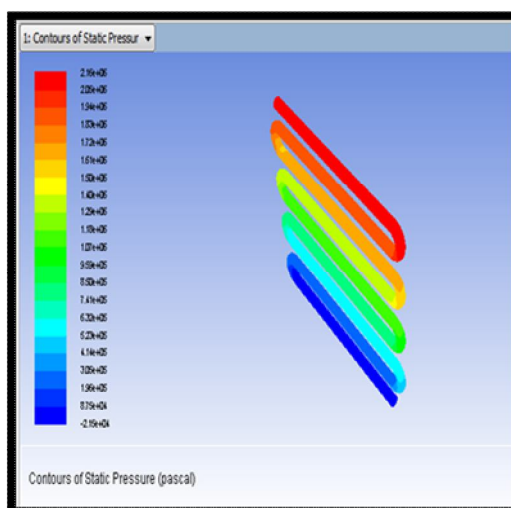 1: Contours of Static Pressur
2.16e+06
2.05e+06
1.94e+06
1.83e+06
1.72e+06
1.61e+06
1.50e+06
1.40e+06
1.29e+06
1.18e+06
1.07e+06
9.59e+05
8.50e+05
7.41e+05
6.32e+05
5.23e+05
4.14e+05
3.05e+05
1.96e+05
8.75e+04
-2.15e+04
Contours of Static Pressure (pascal)